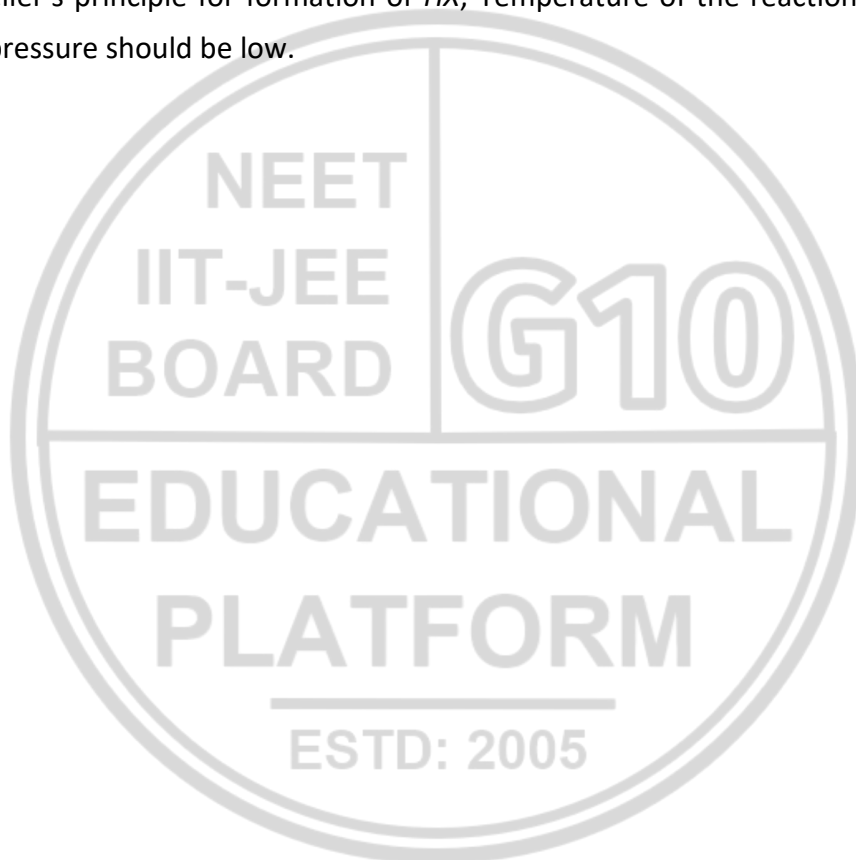 ier's principle for formation of HX, Temperature of the reaction
pressure should be low.
NEET
IIT-JEE
BOARD
G10
EDUCATIONAL
PLATFORM
ESTD: 2005